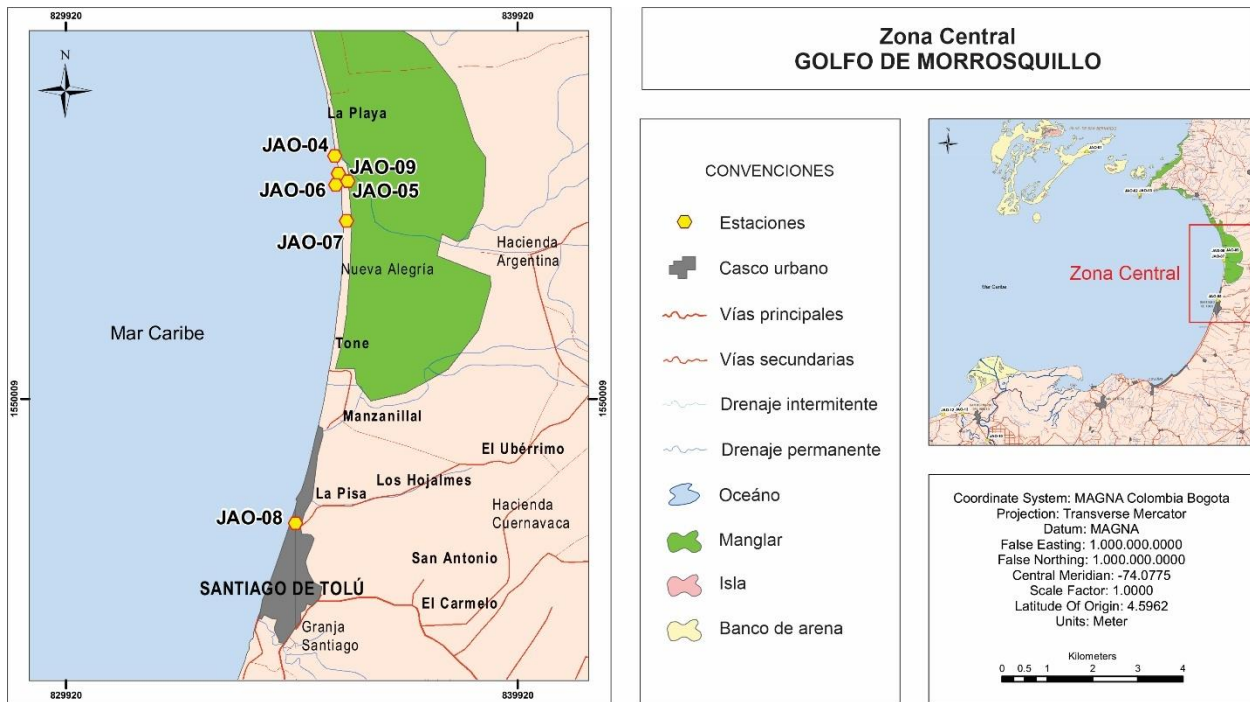 829920
839920
N
La Playa
JAO-04
JAO-09
JAO-06
JAO-05
JAO-07
Hacienda
Argentina
Nueva Alegría
Mar Caribe
Tone
1550009
1550009
Manzanillal
El Ubérrimo
Los Hojalmes
La Pisa
Hacienda
Cuernavaca
JAO-08
San Antonio
SANTIAGO DE TOLÚ
El Carmelo
Granja
Santiago
829920
839920
Zona Central
GOLFO DE MORROSQUILLO
CONVENCIONES
Estaciones
Casco urbano
Vías principales
Vías secundarias
Drenaje intermitente
Drenaje permanente
Oceáno
Manglar
Isla
Banco de arena
N
Zona Central
Mar Caribe
Coordinate System: MAGNA Colombia Bogota
Projection: Transverse Mercator
Datum: MAGNA
False Easting: 1.000.000.0000
False Northing: 1.000.000.0000
Central Meridian: -74.0775
Scale Factor: 1.0000
Latitude Of Origin: 4.5962
Units: Meter
Kilometers
0 0.5 1 2 3 4